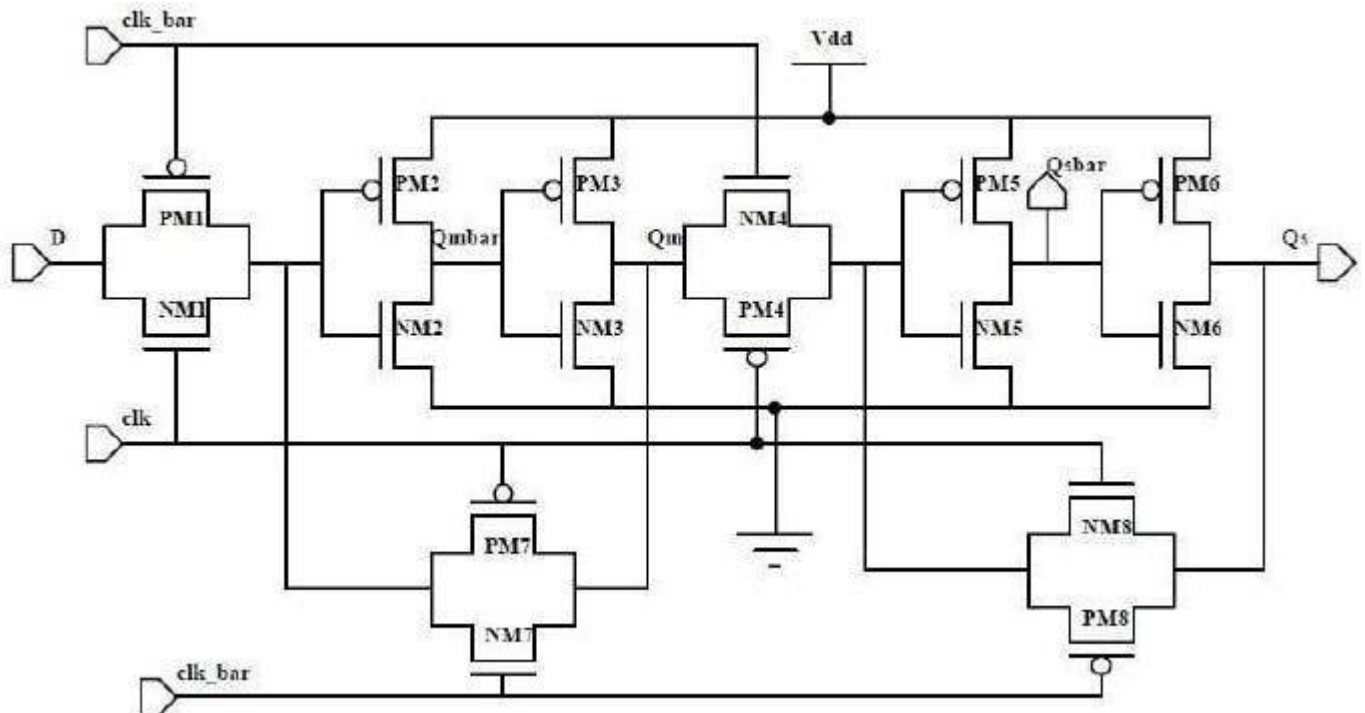 clk_bar
Vdd
PM2
PM3
PM5
Qsbar
PM6
PM1
NM4
D
Qmbar
Qm
Qs
NM1
NM2
NM3
PM4
NM5
NM6
clk
PM7
NM8
NM7
PM8
clk_bar